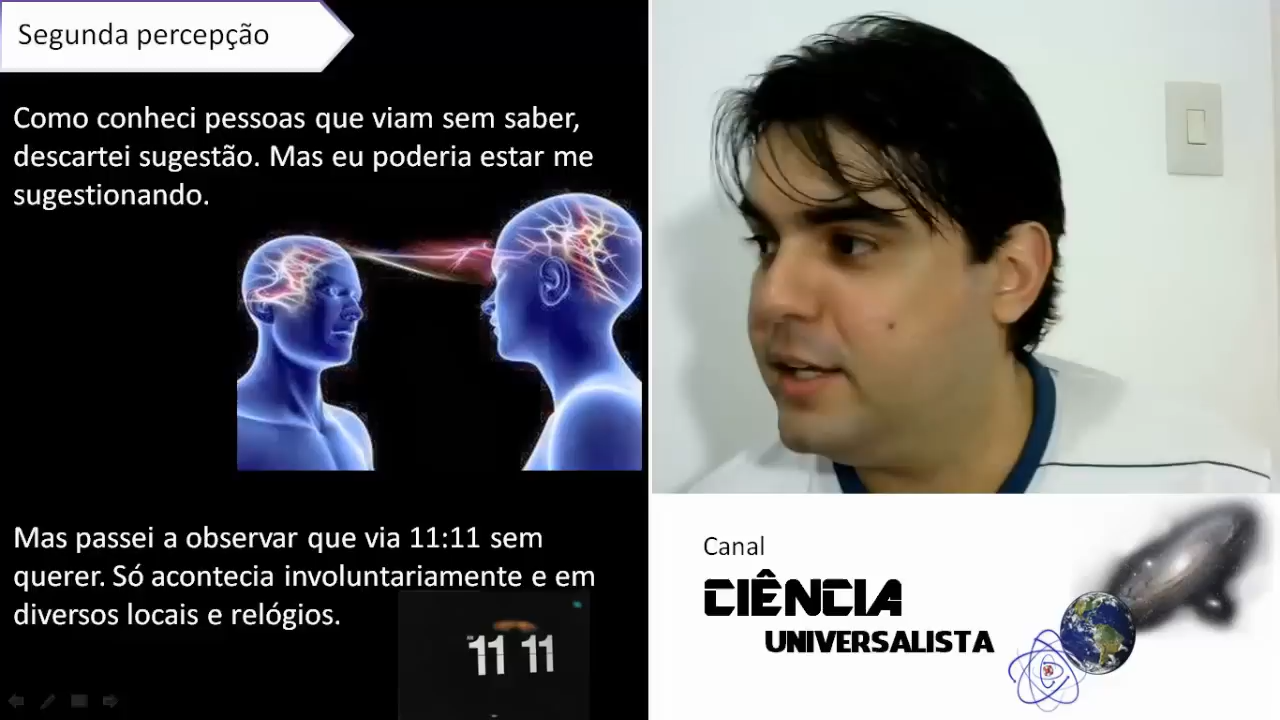 Segunda percepção
Como conheci pessoas que viam sem saber,
descartei sugestão. Mas eu poderia estar me
sugestionando.
Mas passei a observar que via 11:11 sem
querer. Só acontecia involuntariamente e em
diversos locais e relógios.
11 11
Canal
CIÊNCIA
UNIVERSALISTA